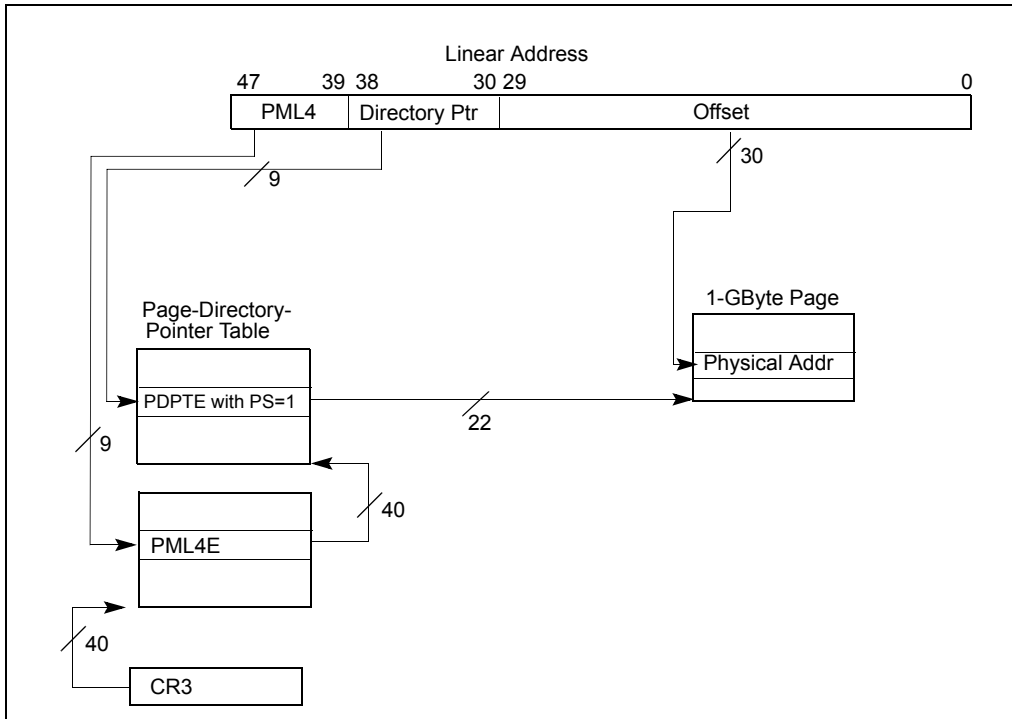 Linear Address
47 39 38 30 29 0
PML4 Directory Ptr Offset
9
30
Page-Directory-
Pointer Table
1-GByte Page
Physical Addr
PDPTE with PS=1
22
9
40
PML4E
40
CR3